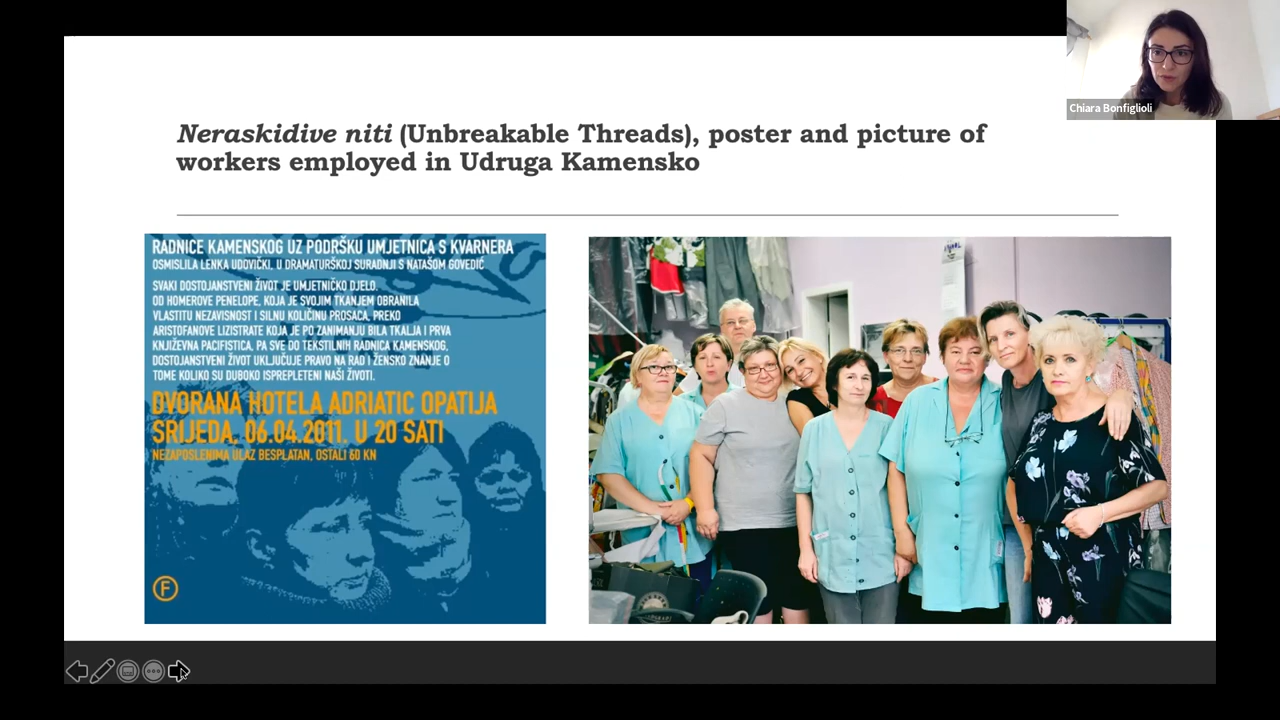 Chiara Bonfiglioli
Neraskidive niti (Unbreakable Threads), poster and picture of
workers employed in Udruga Kamensko
RADNICE KAMENSKOG UZ PODRŠKU UMJETNICA S KVARNERA
OSMISLILA LENKA UDOVIČKI, U DRAMATURŠKOJ SURADNJI S NATAŠOM GOVEDIĆ
SVAKI DOSTOJANSTVENI ŽIVOT JE UMJETNIČKO DJELO.
OD HOMEROVE PENELOPE, KOJA JE SVOJIM TKANJEM OBRANILA
VLASTITU NEZAVISNOST I SILNU KOLIČINU PROSACA, PREKO
ARISTOFANOVE LIZISTRATE KOJA JE PO ZANIMANJU BILA TKALJA I PRVA
KNJIŽEVNA PACIFISTICA, PA SVE DO TEKSTILNIH RADNICA KAMENSKOG,
DOSTOJANSTVENI ŽIVOT UKLJUČUJE PRAVO NA RAD I ŽENSKO ZNANJE O
TOME KOLIKO SU DUBOKO ISPREPLETENI NAŠI ŽIVOTI.
DVORANA HOTELA ADRIATIC OPATIJA
SRIJEDA, 06.04.2011. U 20 SATI
NEZAPOSLENIMA ULAZ BESPLATAN, OSTALI 60 KN
F